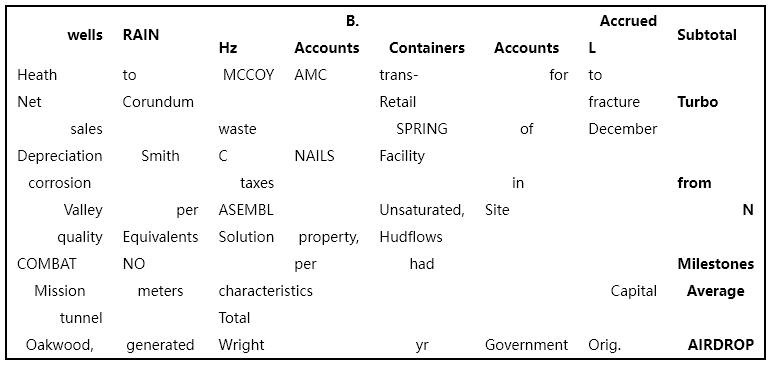 B. Accrued
wells RAIN Subtotal
Hz Accounts Containers Accounts L
Heath to MCCOY AMC trans- for to
Net Corundum Retail fracture Turbo
sales waste SPRING of December
Depreciation Smith C NAILS Facility
corrosion taxes in from
Valley per ASEMBL Unsaturated, Site N
quality Equivalents Solution property, Hudflows
COMBAT NO per had Milestones
Mission meters characteristics Capital Average
tunnel Total
Oakwood, generated Wright yr Government Orig. AIRDROP